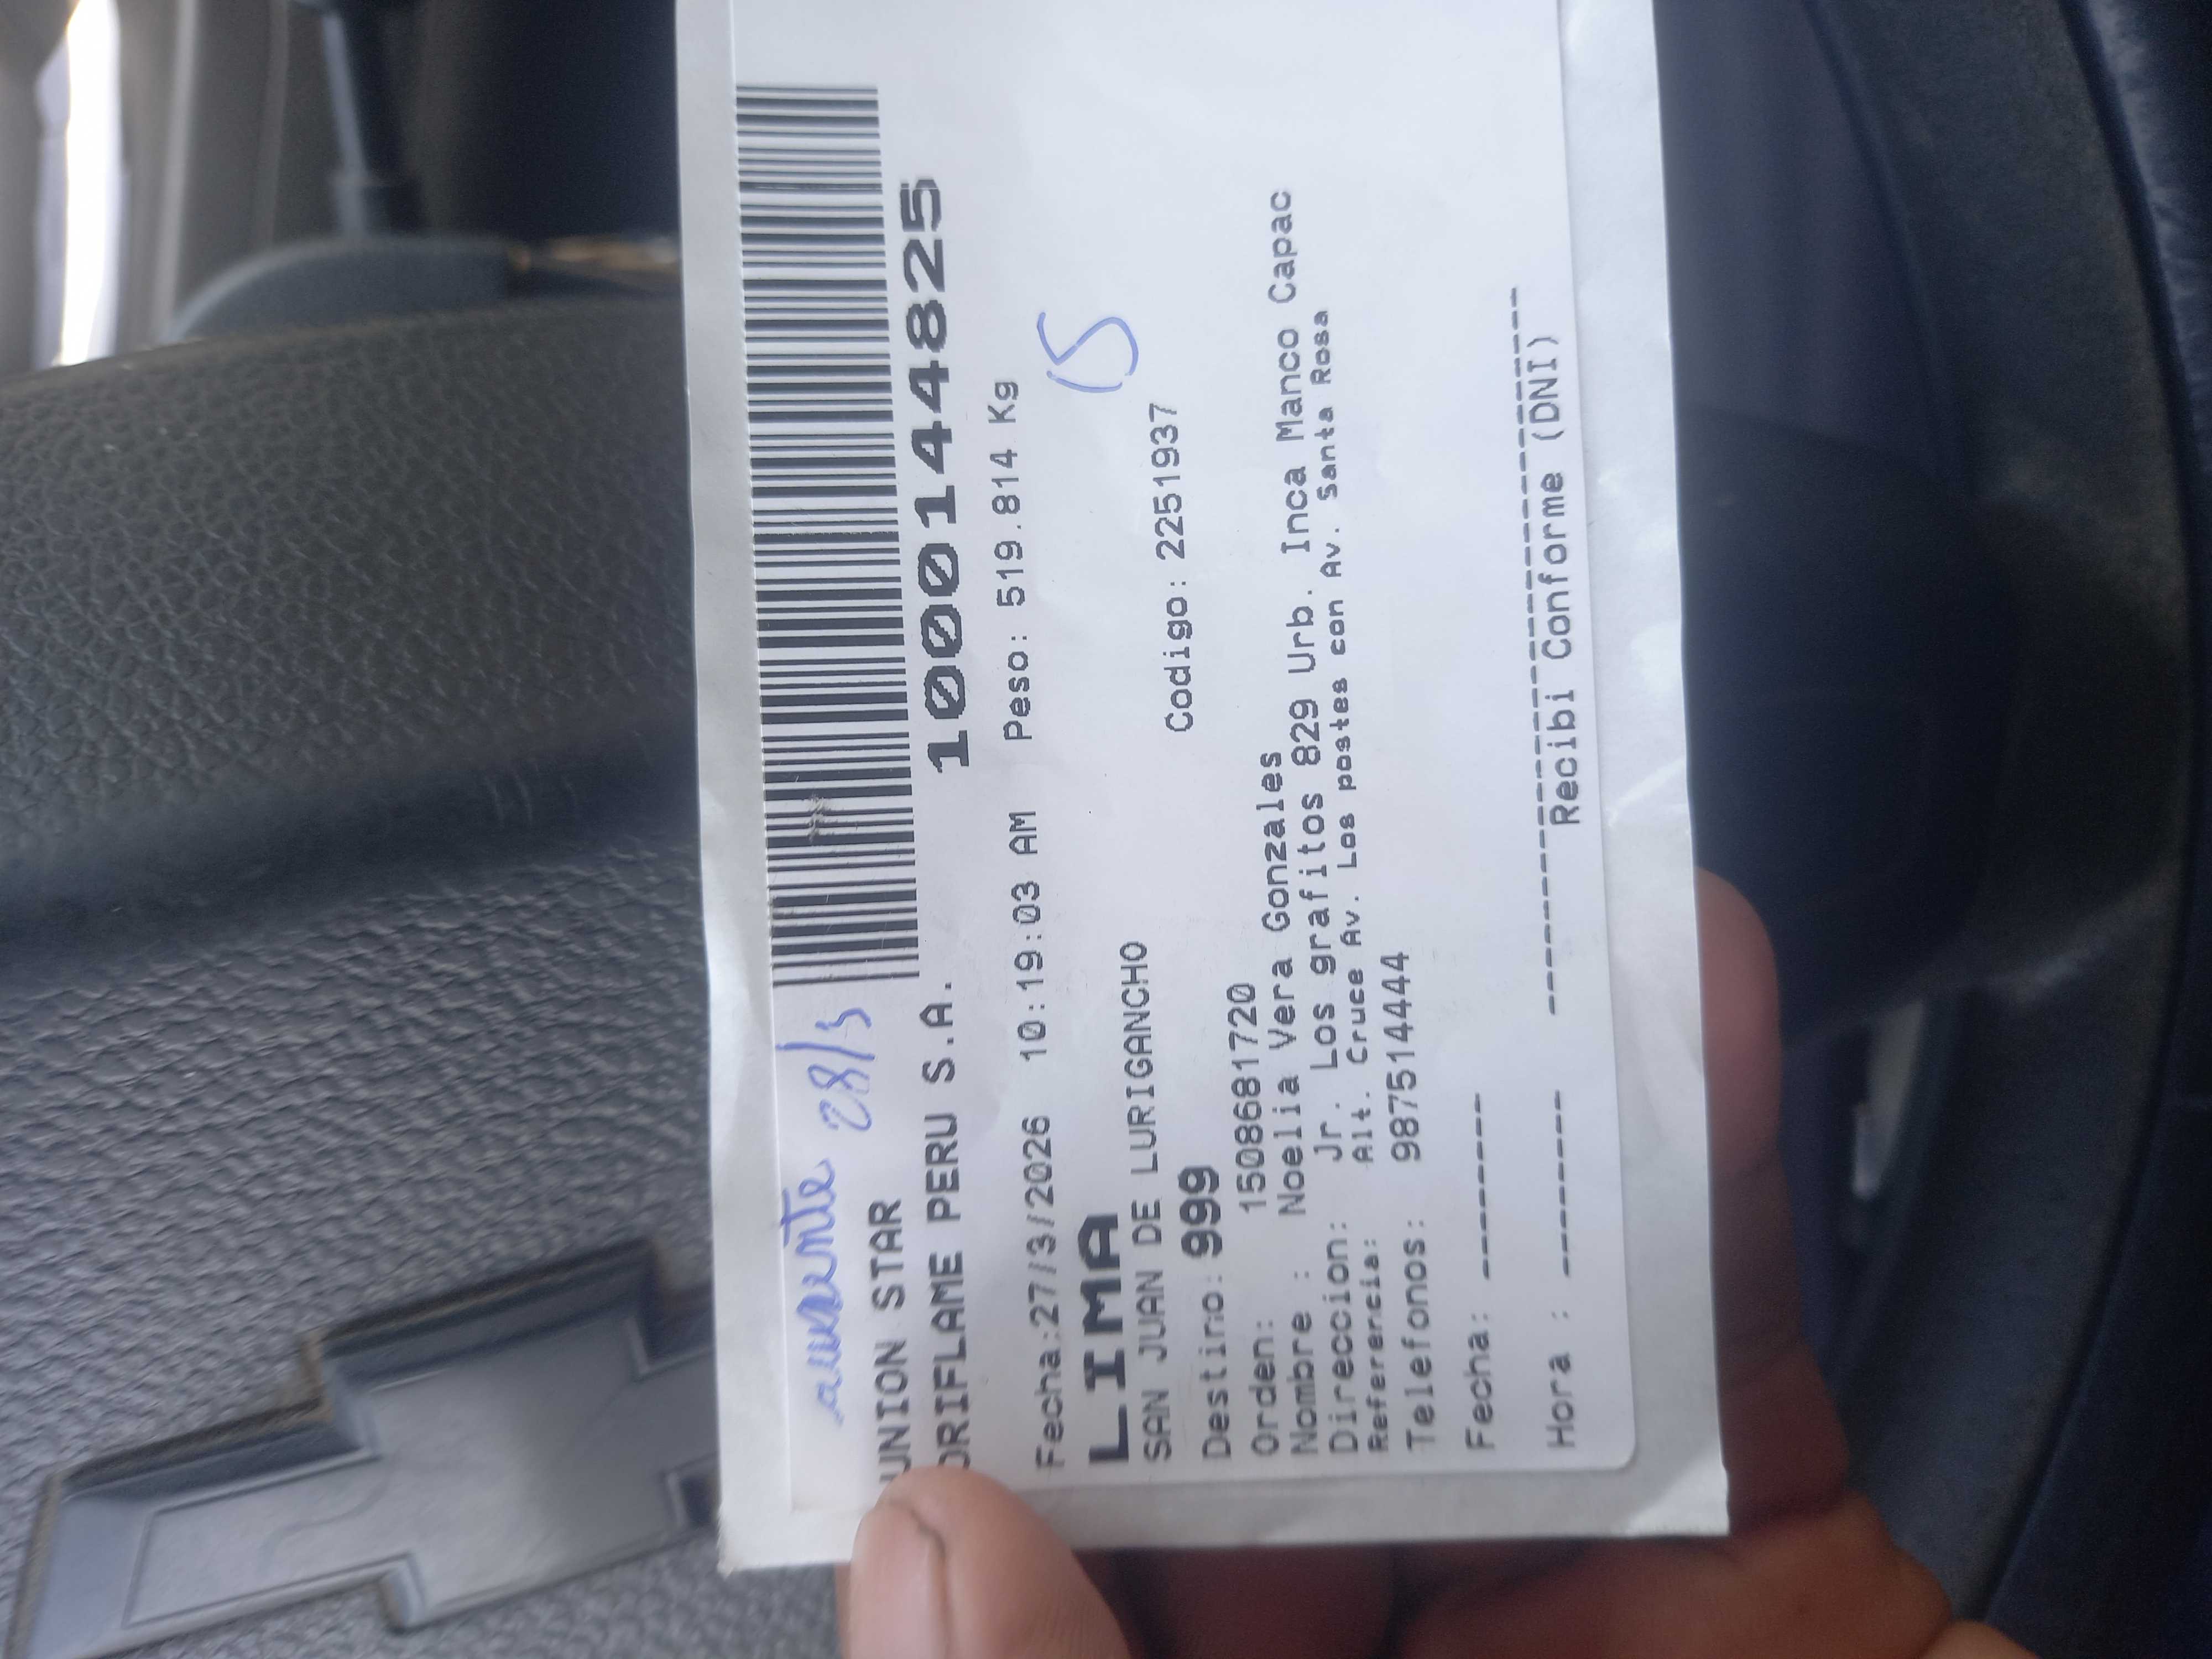 ausente 28/3
UNION STAR
ORIFLAME PERU S.A. 1000144825
Fecha:27/3/2026 10:19:03 AM Peso: 519.814 Kg
LIMA
15
SAN JUAN DE LURIGANCHO
Destino: 999 Codigo: 2251937
Orden: 1508681720
Nombre : Noelia Vera Gonzales
Direccion: Jr. Los grafitos 829 Urb. Inca Manco Capac
Referencia: Alt. Cruce Av. Los postes con Av. Santa Rosa
Telefonos: 987514444
Fecha: --------
Hora : --------
Recibi Conforme (DNI)